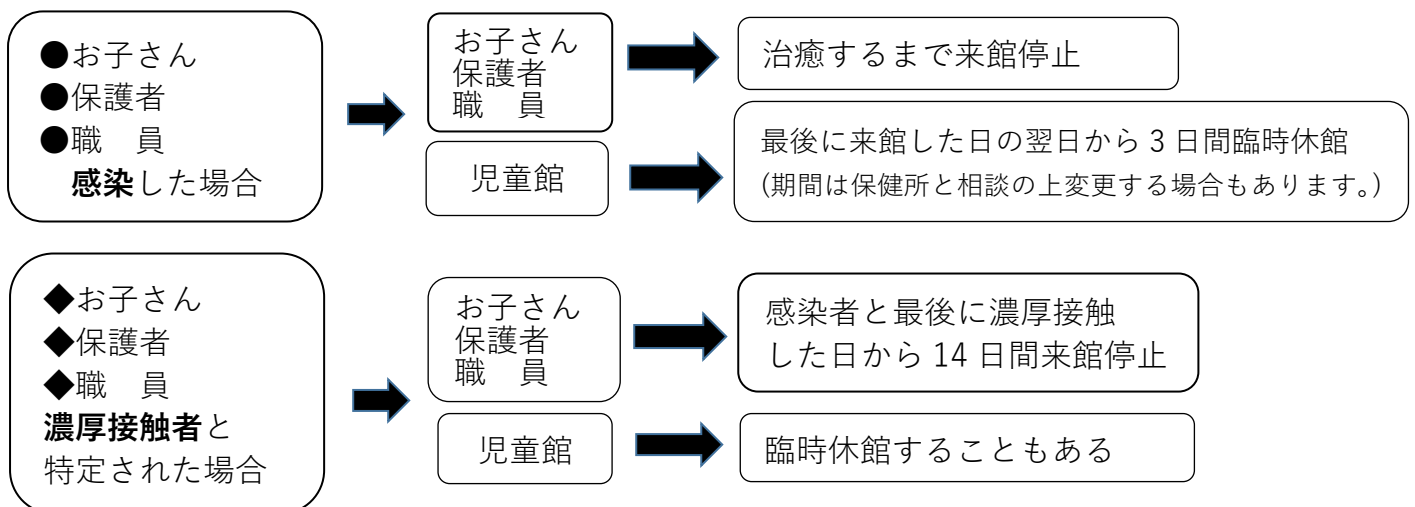 ●お子さん
●保護者
●職　員
感染した場合
お子さん
保護者
職　員
治癒するまで来館停止
児童館
最後に来館した日の翌日から 3 日間臨時休館
(期間は保健所と相談の上変更する場合もあります。)
◆お子さん
◆保護者
◆職　員
濃厚接触者と
特定された場合
お子さん
保護者
職　員
感染者と最後に濃厚接触
した日から 14 日間来館停止
児童館
臨時休館することもある